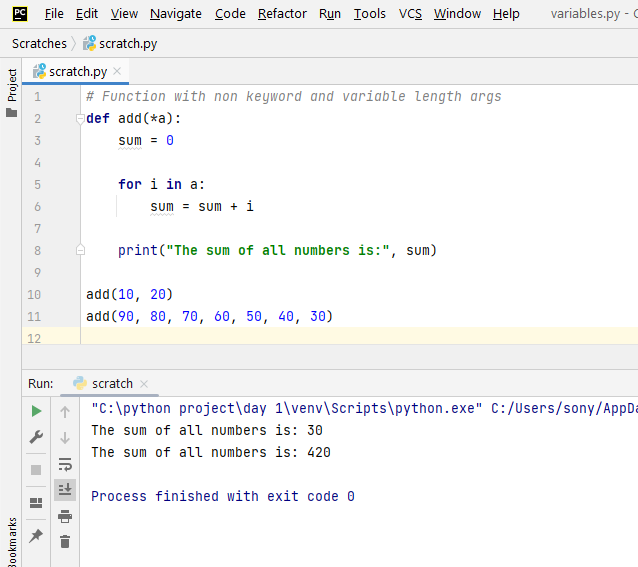 PC File Edit View Navigate Code Refactor Run Tools VCS Window Help variables.py - C
Scratches scratch.py
Project
scratch.py
1 # Function with non keyword and variable length args
2 def add(*a):
3 sum = 0
4
5 for i in a:
6 sum = sum + i
7
8 print("The sum of all numbers is:", sum)
9
10 add(10, 20)
11 add(90, 80, 70, 60, 50, 40, 30)
12
Run: scratch
"C:\python project\day 1\venv\Scripts\python.exe" C:/Users/sony/AppDa
The sum of all numbers is: 30
The sum of all numbers is: 420
Process finished with exit code 0
Bookmarks